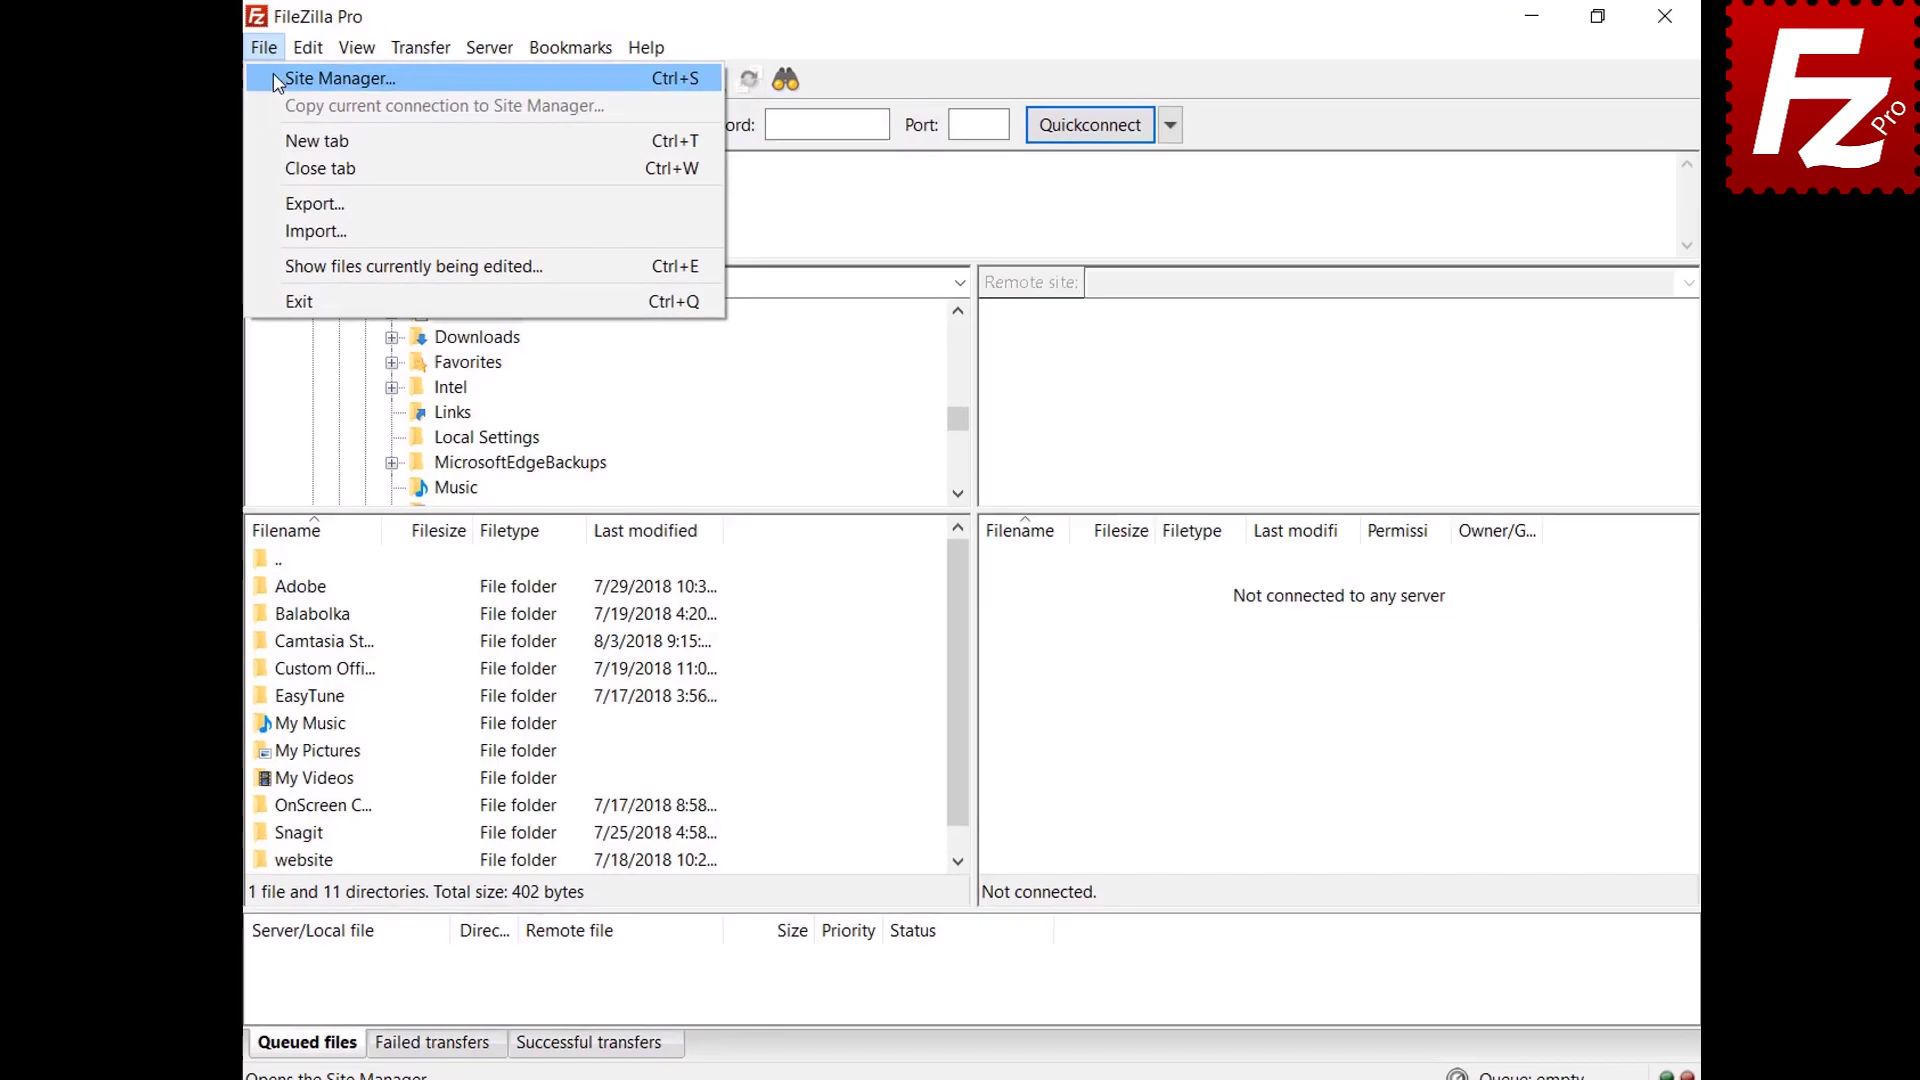 FileZilla Pro
File Edit View Transfer Server Bookmarks Help
Site Manager... Ctrl+S
Copy current connection to Site Manager...
New tab Ctrl+T
Close tab Ctrl+W
Export...
Import...
Show files currently being edited... Ctrl+E
Exit Ctrl+Q
ord: Port: Quickconnect
Remote site:
Downloads
Favorites
Intel
Links
Local Settings
MicrosoftEdgeBackups
Music
Filename Filesize Filetype Last modified
..
Adobe File folder 7/29/2018 10:3...
Balabolka File folder 7/19/2018 4:20...
Camtasia St... File folder 8/3/2018 9:15:...
Custom Offi... File folder 7/19/2018 11:0...
EasyTune File folder 7/17/2018 3:56...
My Music File folder
My Pictures File folder
My Videos File folder
OnScreen C... File folder 7/17/2018 8:58...
Snagit File folder 7/25/2018 4:58...
website File folder 7/18/2018 10:2...
1 file and 11 directories. Total size: 402 bytes
Filename Filesize Filetype Last modifi Permissi Owner/G...
Not connected to any server
Not connected.
Server/Local file Direc... Remote file Size Priority Status
Queued files Failed transfers Successful transfers
Opens the Site Manager Queue: empty
Fz Pro